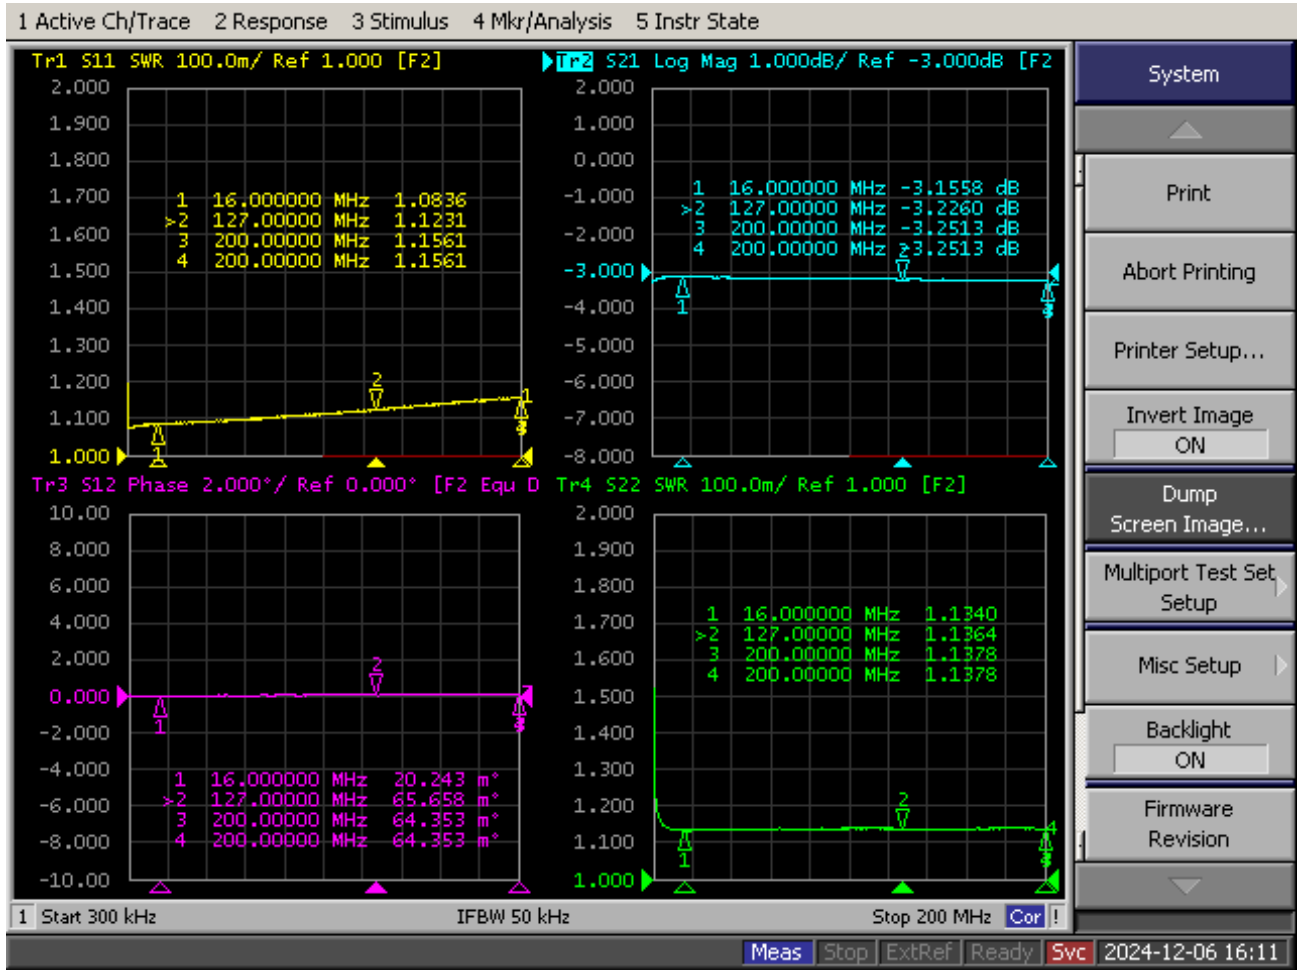 1 Active Ch/Trace 2 Response 3 Stimulus 4 Mkr/Analysis 5 Instr State
Tr1 S11 SWR 100.0m/ Ref 1.000 [F2]
2.000
1.900
1.800
1.700
1.600
1.500
1.400
1.300
1.200
1.100
1.000
1 16.000000 MHz 1.0836
>2 127.00000 MHz 1.1231
3 200.00000 MHz 1.1561
4 200.00000 MHz 1.1561
2
1
1
Tr2 S21 Log Mag 1.000dB/ Ref -3.000dB [F2
2.000
1.000
0.000
-1.000
-2.000
-3.000
-4.000
-5.000
-6.000
-7.000
-8.000
1 16.000000 MHz -3.1558 dB
>2 127.00000 MHz -3.2260 dB
3 200.00000 MHz -3.2513 dB
4 200.00000 MHz -3.2513 dB
2
1
Tr3 S12 Phase 2.000°/ Ref 0.000° [F2 Equ D
10.00
8.000
6.000
4.000
2.000
0.000
-2.000
-4.000
-6.000
-8.000
-10.00
2
1
1 16.000000 MHz 20.243 m°
>2 127.00000 MHz 65.658 m°
3 200.00000 MHz 64.353 m°
4 200.00000 MHz 64.353 m°
Tr4 S22 SWR 100.0m/ Ref 1.000 [F2]
2.000
1.900
1.800
1.700
1.600
1.500
1.400
1.300
1.200
1.100
1.000
1 16.000000 MHz 1.1340
>2 127.00000 MHz 1.1364
3 200.00000 MHz 1.1378
4 200.00000 MHz 1.1378
2
1
4
System
Print
Abort Printing
Printer Setup...
Invert Image
ON
Dump
Screen Image...
Multiport Test Set
Setup
Misc Setup
Backlight
ON
Firmware
Revision
1 Start 300 kHz IFBW 50 kHz Stop 200 MHz Cor !
Meas Stop ExtRef Ready Svc 2024-12-06 16:11